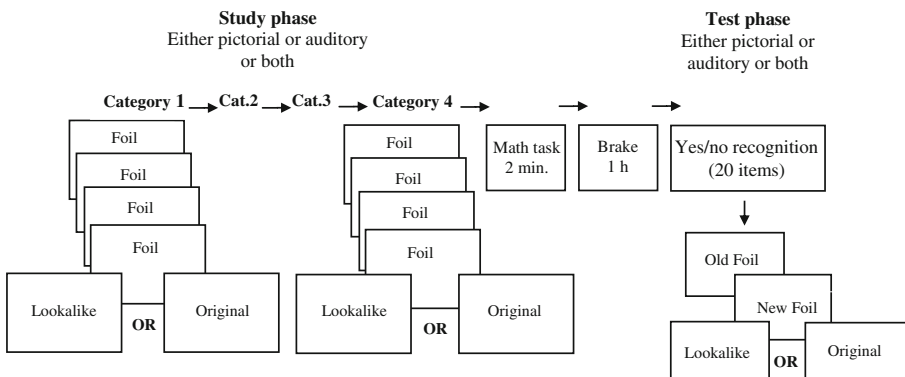 Study phase
Either pictorial or auditory
or both
Test phase
Either pictorial or
auditory or both
Category 1
Cat.2
Cat.3
Category 4
Foil
Foil
Foil
Foil
Lookalike
OR
Original
Foil
Foil
Foil
Foil
Lookalike
OR
Original
Math task
2 min.
Brake
1 h
Yes/no recognition
(20 items)
Old Foil
New Foil
Lookalike
OR
Original